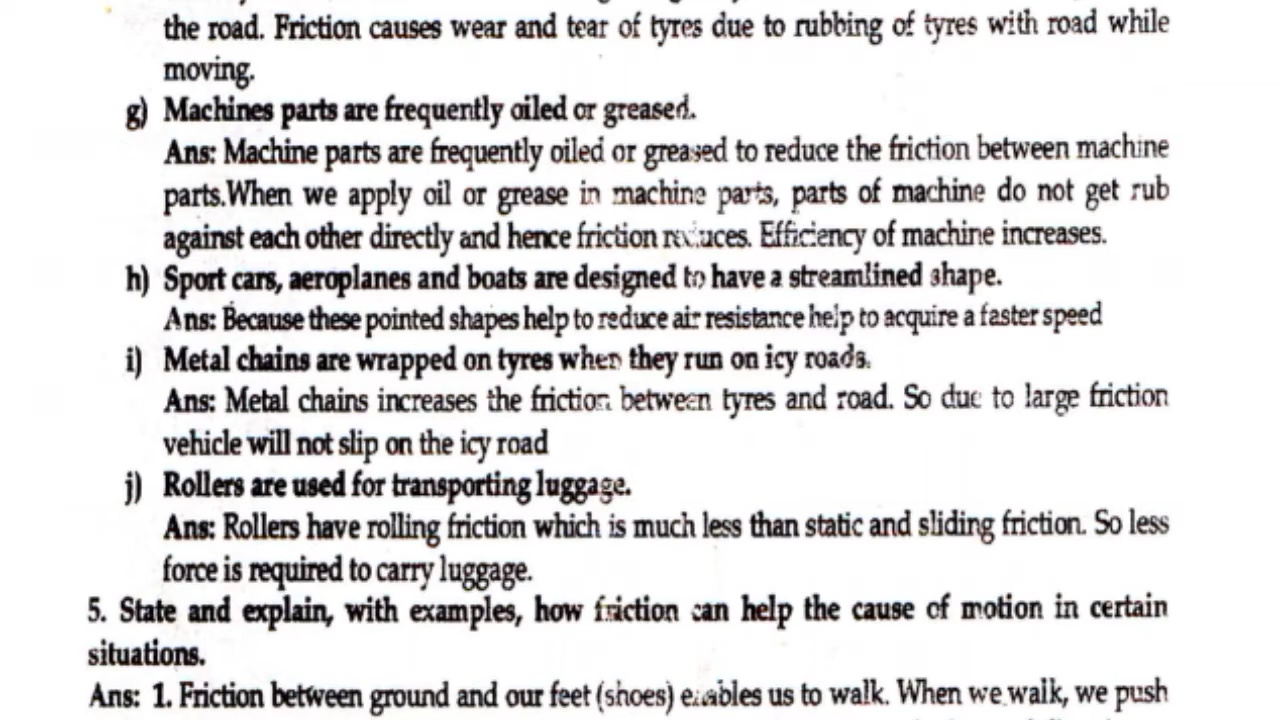 the road. Friction causes wear and tear of tyres due to rubbing of tyres with road while
moving.
g) Machines parts are frequently oiled or greased.
Ans: Machine parts are frequently oiled or greased to reduce the friction between machine
parts.When we apply oil or grease in machine parts, parts of machine do not get rub
against each other directly and hence friction reduces. Efficiency of machine increases.
h) Sport cars, aeroplanes and boats are designed to have a streamlined shape.
Ans: Because these pointed shapes help to reduce air resistance help to acquire a faster speed
i) Metal chains are wrapped on tyres when they run on icy roads.
Ans: Metal chains increases the friction between tyres and road. So due to large friction
vehicle will not slip on the icy road
j) Rollers are used for transporting luggage.
Ans: Rollers have rolling friction which is much less than static and sliding friction. So less
force is required to carry luggage.
5. State and explain, with examples, how friction can help the cause of motion in certain
situations.
Ans: 1. Friction between ground and our feet (shoes) enables us to walk. When we walk, we push